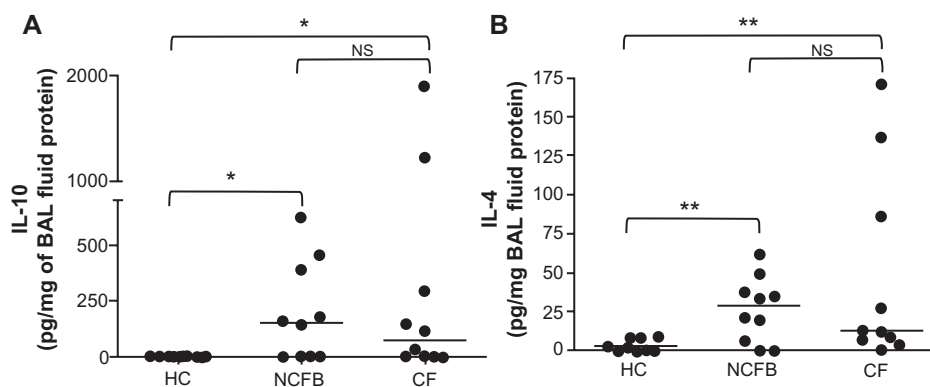 A
*
NS
*
IL-10
(pg/mg of BAL fluid protein)
2000
1000
500
250
0
HC
NCFB
CF
B
**
NS
**
IL-4
(pg/mg BAL fluid protein)
175
150
125
100
75
50
25
0
HC
NCFB
CF